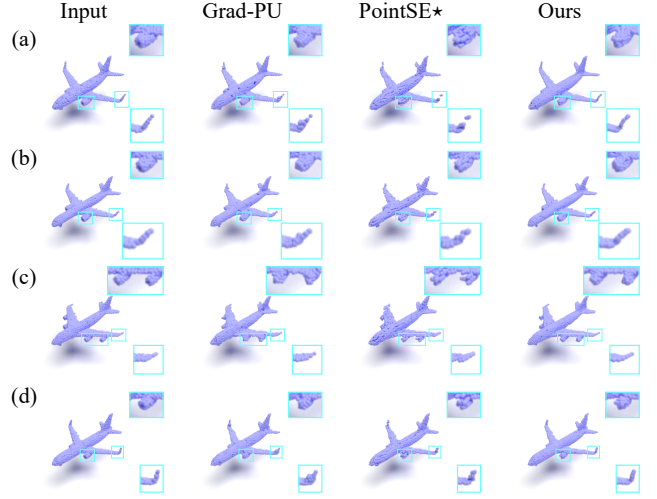 Input Grad-PU PointSE★ Ours
(a)
(b)
(c)
(d)